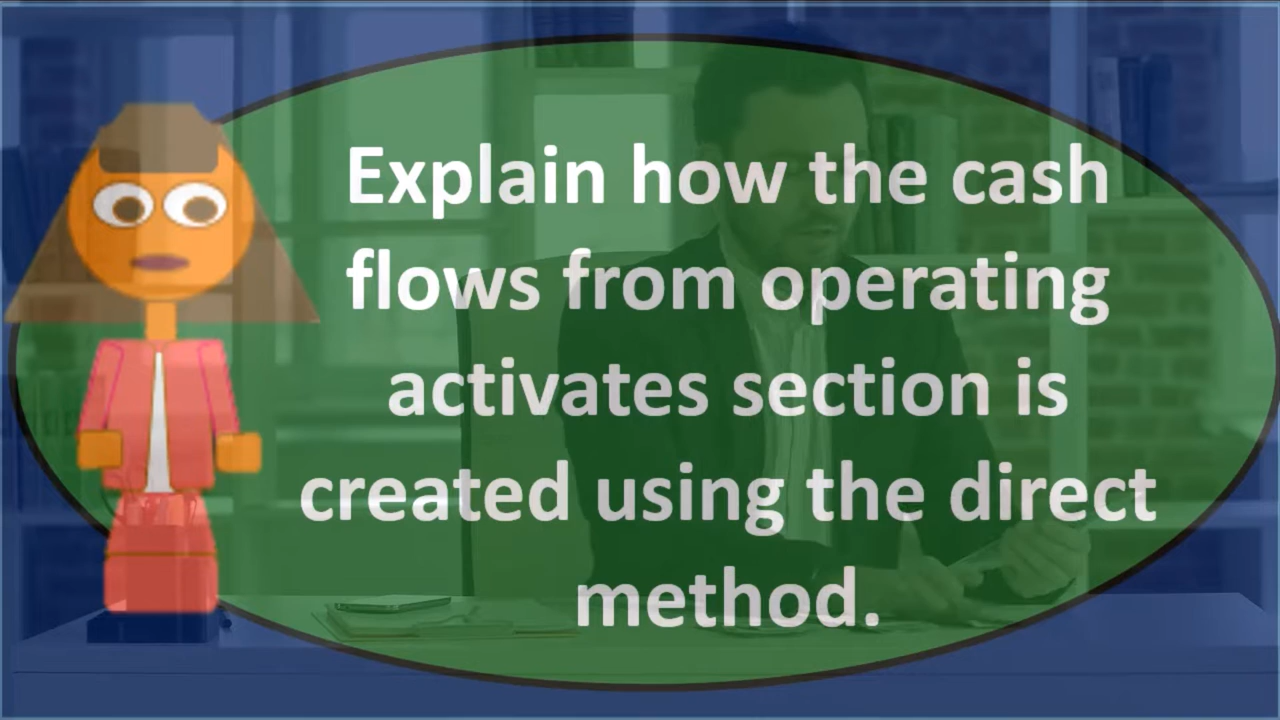 Explain how the cash
flows from operating
activates section is
created using the direct
method.